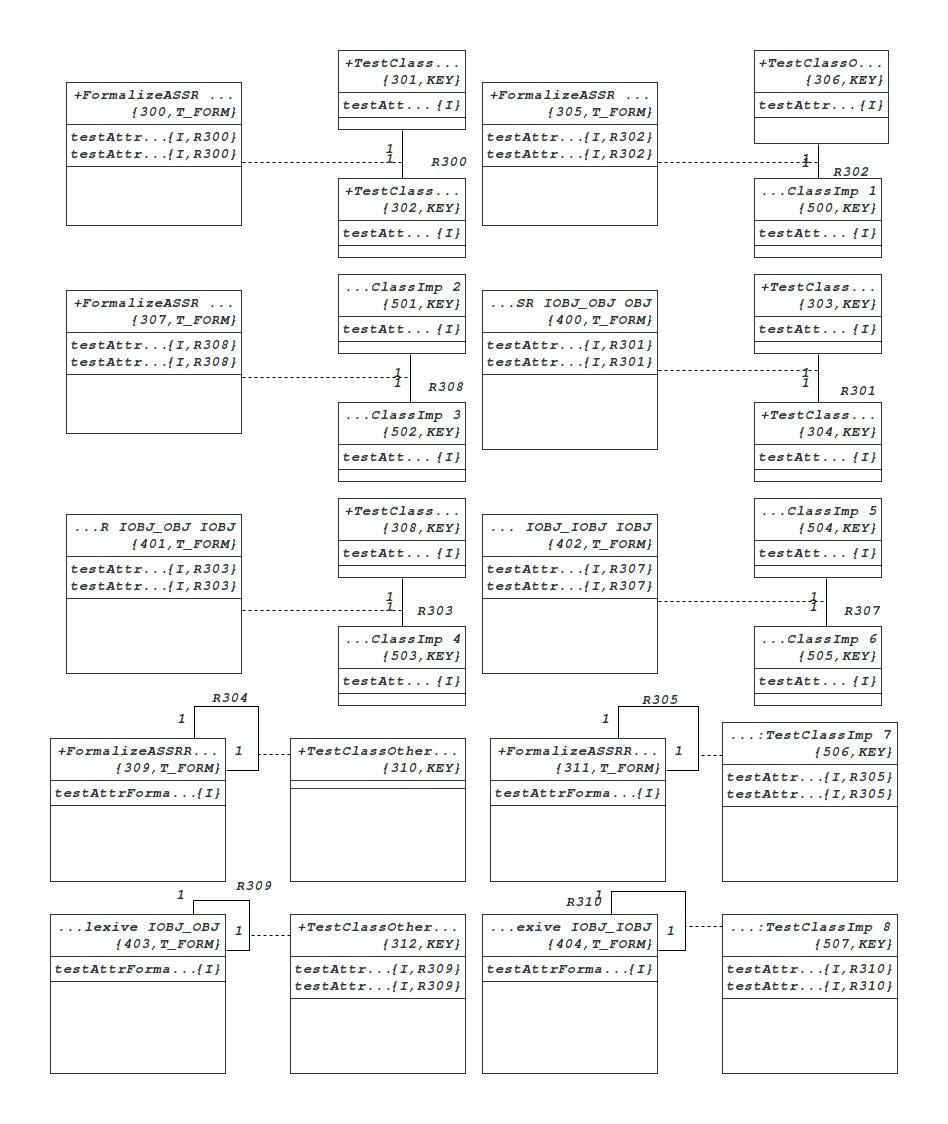 +TestClass...
{301,KEY}
testAtt... {I}
+FormalizeASSR ...
{300,T_FORM}
testAttr...{I,R300}
testAttr...{I,R300}
1
1
R300
+TestClass...
{302,KEY}
testAtt... {I}
+TestClassO...
{306,KEY}
testAttr...{I}
+FormalizeASSR ...
{305,T_FORM}
testAttr...{I,R302}
testAttr...{I,R302}
1
1
R302
...ClassImp 1
{500,KEY}
testAtt... {I}
...ClassImp 2
{501,KEY}
testAtt... {I}
+FormalizeASSR ...
{307,T_FORM}
testAttr...{I,R308}
testAttr...{I,R308}
1
1
R308
...ClassImp 3
{502,KEY}
testAtt... {I}
+TestClass...
{303,KEY}
testAtt... {I}
...SR IOBJ_OBJ OBJ
{400,T_FORM}
testAttr...{I,R301}
testAttr...{I,R301}
1
1
R301
+TestClass...
{304,KEY}
testAtt... {I}
+TestClass...
{308,KEY}
testAtt... {I}
...R IOBJ_OBJ IOBJ
{401,T_FORM}
testAttr...{I,R303}
testAttr...{I,R303}
1
1
R303
...ClassImp 4
{503,KEY}
testAtt... {I}
...ClassImp 5
{504,KEY}
testAtt... {I}
... IOBJ_IOBJ IOBJ
{402,T_FORM}
testAttr...{I,R307}
testAttr...{I,R307}
1
1
R307
...ClassImp 6
{505,KEY}
testAtt... {I}
R304
1
+FormalizeASSRR...
{309,T_FORM}
testAttrForma...{I}
1
+TestClassOther...
{310,KEY}
R305
1
+FormalizeASSRR...
{311,T_FORM}
testAttrForma...{I}
1
...:TestClassImp 7
{506,KEY}
testAttr...{I,R305}
testAttr...{I,R305}
R309
1
...lexive IOBJ_OBJ
{403,T_FORM}
testAttrForma...{I}
1
+TestClassOther...
{312,KEY}
testAttr...{I,R309}
testAttr...{I,R309}
R310
1
...exive IOBJ_IOBJ
{404,T_FORM}
testAttrForma...{I}
1
...:TestClassImp 8
{507,KEY}
testAttr...{I,R310}
testAttr...{I,R310}